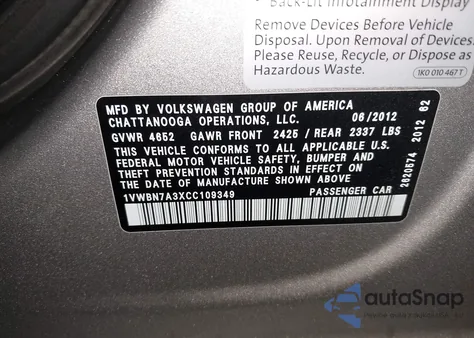 Back-Lit Infotainment Display
Remove Devices Before Vehicle
Disposal. Upon Removal of Devices
Please Reuse, Recycle, or Dispose as
Hazardous Waste.
1K0 010 467 T
MFD BY VOLKSWAGEN GROUP OF AMERICA
CHATTANOOGA OPERATIONS, LLC. 06/2012
GVWR 4652 GAWR FRONT 2425 / REAR 2337 LBS
THIS VEHICLE CONFORMS TO ALL APPLICABLE U.S.
FEDERAL MOTOR VEHICLE SAFETY, BUMPER AND
THEFT PREVENTION STANDARDS IN EFFECT ON
THE DATE OF MANUFACTURE SHOWN ABOVE
1VWBN7A3XCC109349 PASSENGER CAR
2820574 2012 62
autoSnap